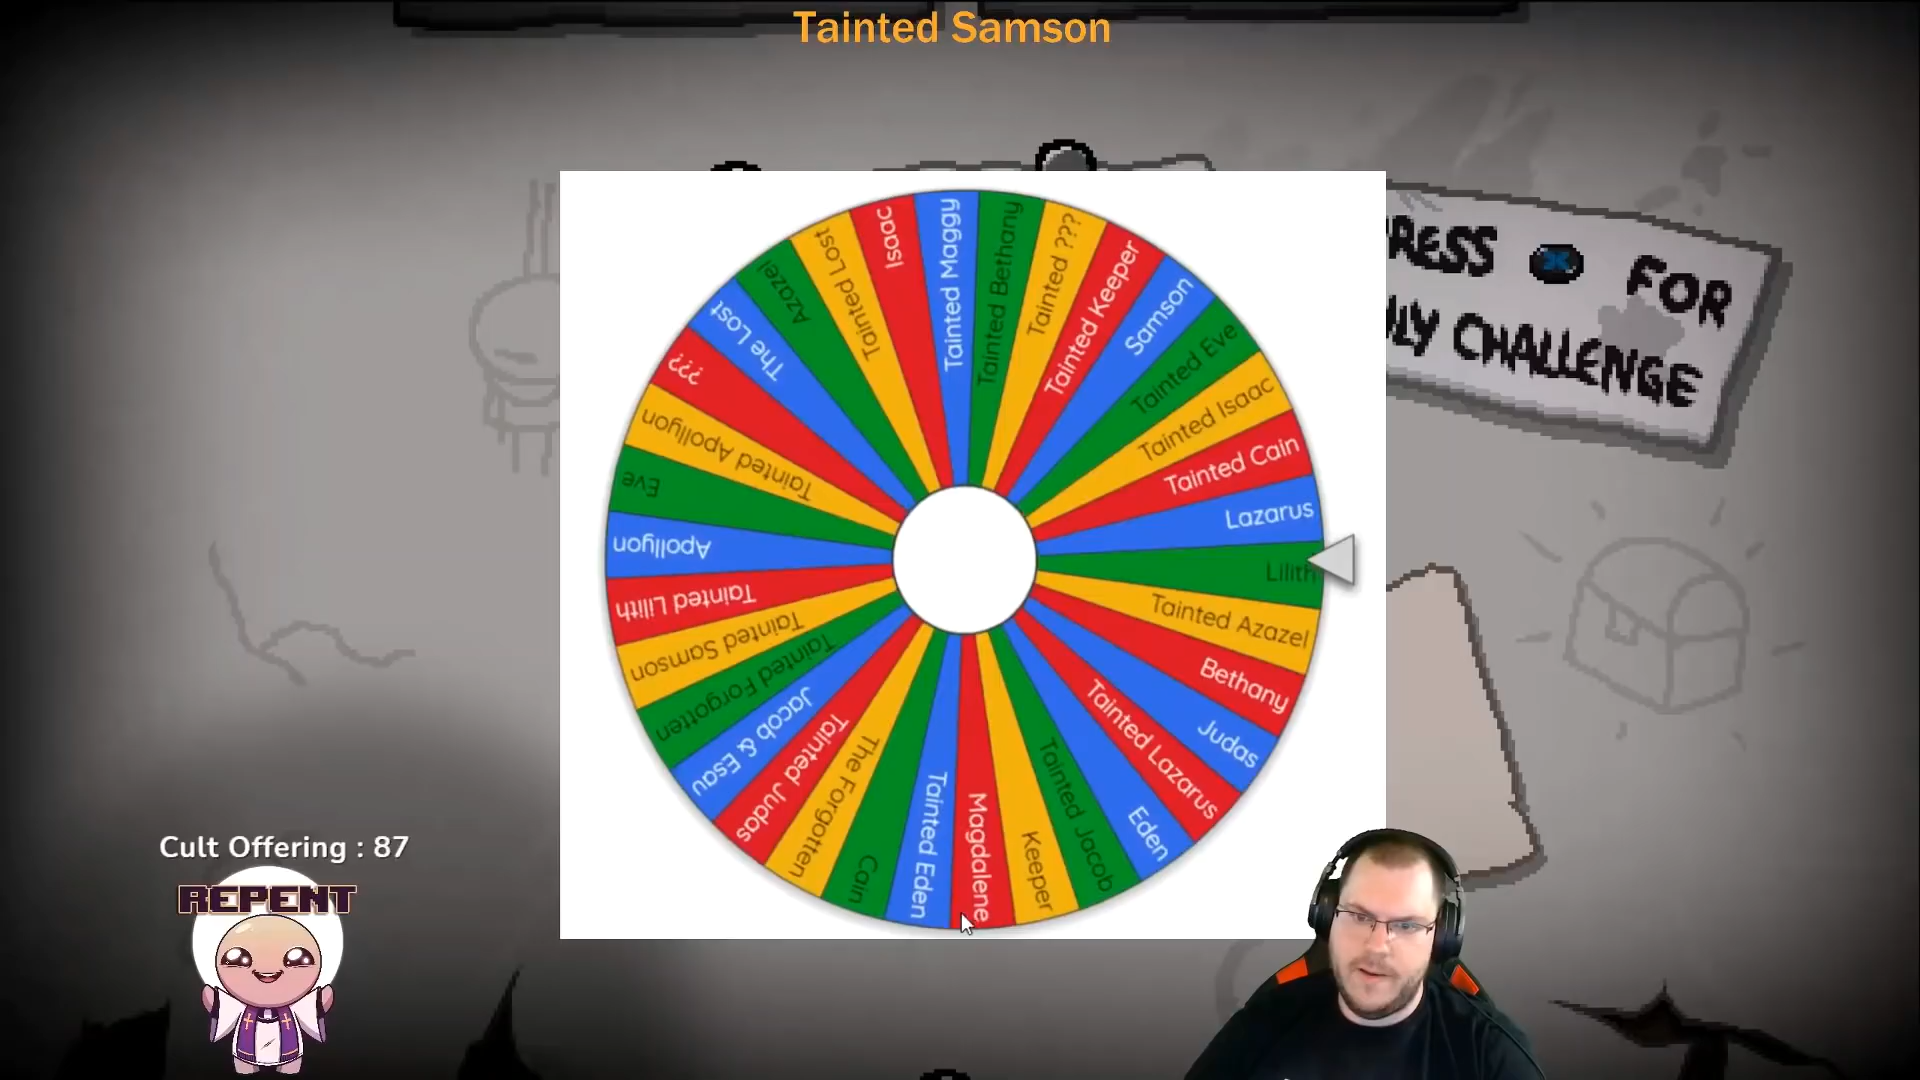 Tainted Samson
RESS FOR
LY CHALLENGE
Tainted Maggy
Tainted Bethany
Tainted ???
Tainted Keeper
Samson
Tainted Eve
Tainted Isaac
Tainted Cain
Lazarus
Lilith
Tainted Azazel
Bethany
Judas
Tainted Lazarus
Eden
Tainted Jacob
Keeper
Magdalene
Tainted Eden
Cain
The Forgotten
Tainted Judas
Jacob & Esau
Tainted Forgotten
Tainted Samson
Tainted Lilith
Apollyon
Eve
Tainted Apollyon
???
The Lost
Azazel
Tainted Lost
Isaac
Cult Offering : 87
REPENT